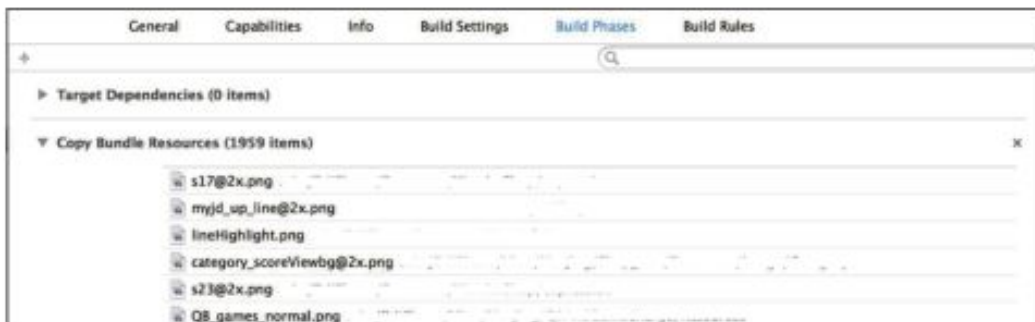 General Capabilities Info Build Settings Build Phases Build Rules
+
Target Dependencies (0 items)
Copy Bundle Resources (1959 items) ×
s17@2x.png
myjd_up_line@2x.png
lineHighlight.png
category_scoreViewbg@2x.png
s23@2x.png
QB_games_normal.png